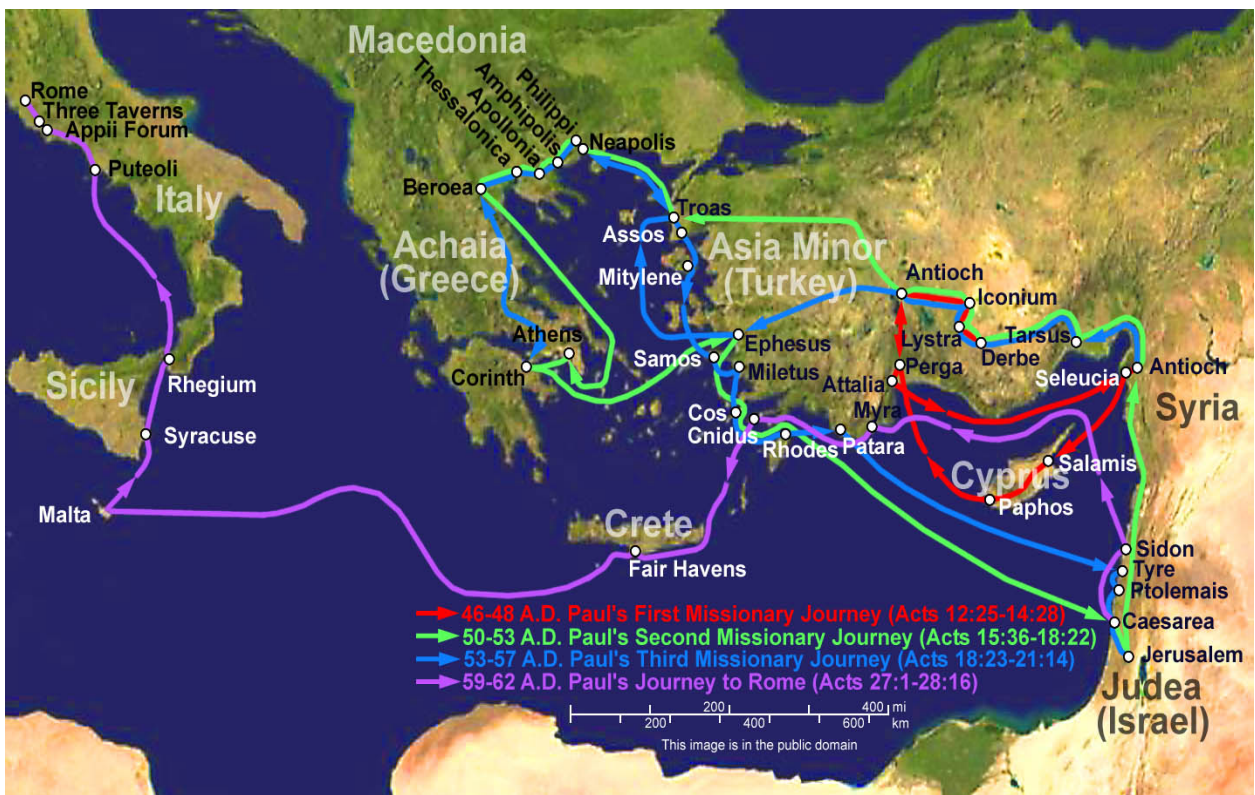 Macedonia
Rome
Three Taverns
Appii Forum
Puteoli
Italy
Philippi
Amphipolis
Apollonia
Thessalonica
Neapolis
Beroea
Troas
Assos
Mitylene
Achaia
(Greece)
Asia Minor
(Turkey)
Antioch
Iconium
Lystra
Derbe
Tarsus
Athens
Corinth
Ephesus
Samos
Miletus
Perga
Attalia
Myra
Seleucia
Antioch
Syria
Sicily
Rhegium
Syracuse
Malta
Cos
Cnidus
Rhodes
Patara
Cyprus
Salamis
Paphos
Crete
Fair Havens
Sidon
Tyre
Ptolemais
Caesarea
Jerusalem
Judea
(Israel)
46-48 A.D. Paul's First Missionary Journey (Acts 12:25-14:28)
50-53 A.D. Paul's Second Missionary Journey (Acts 15:36-18:22)
53-57 A.D. Paul's Third Missionary Journey (Acts 18:23-21:14)
59-62 A.D. Paul's Journey to Rome (Acts 27:1-28:16)
200 400 mi
200 400 600 km
This image is in the public domain